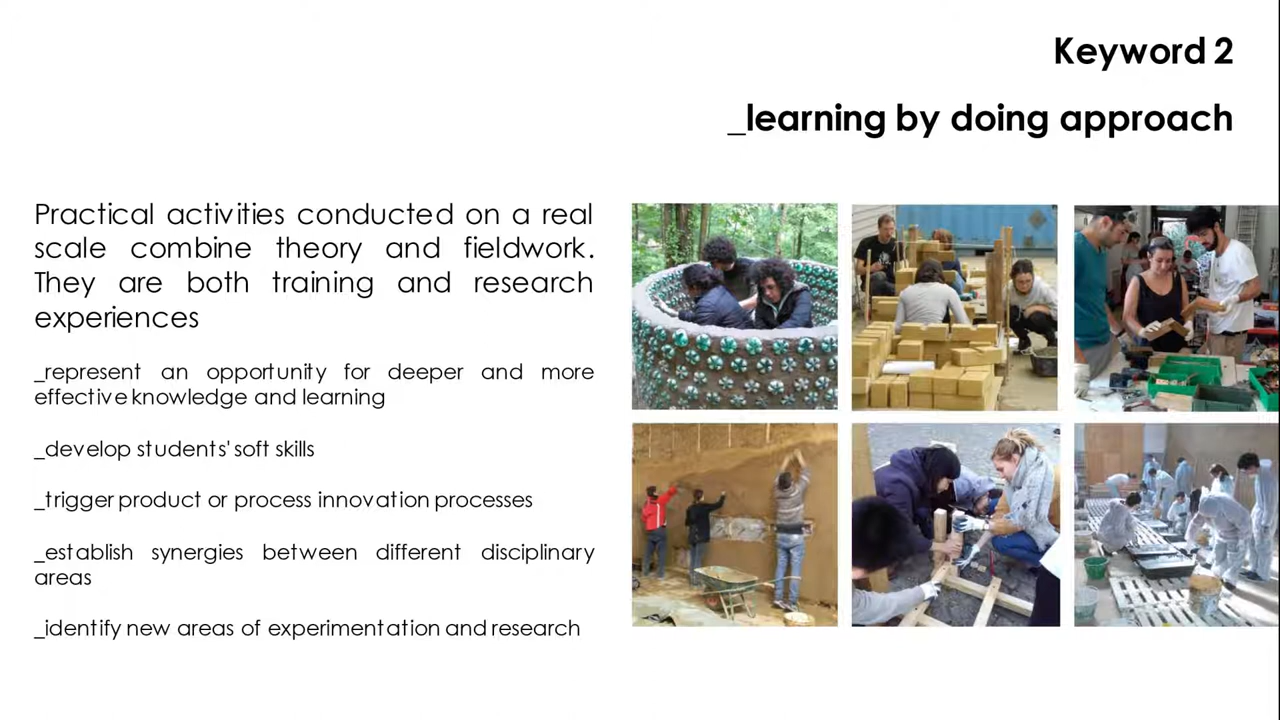 Keyword 2
_learning by doing approach
Practical activities conducted on a real
scale combine theory and fieldwork.
They are both training and research
experiences
_represent an opportunity for deeper and more
effective knowledge and learning
_develop students' soft skills
_trigger product or process innovation processes
_establish synergies between different disciplinary
areas
_identify new areas of experimentation and research